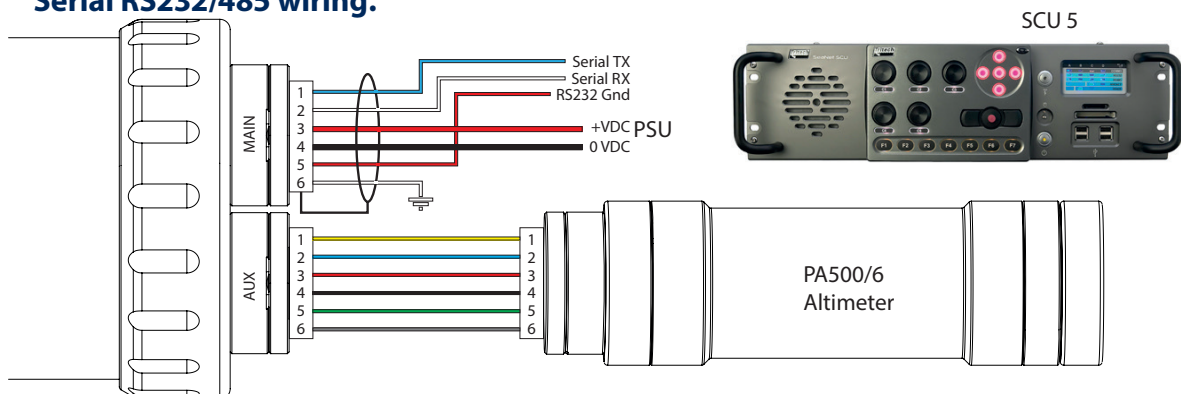 Serial RS232/485 wiring.
SCU 5
Serial TX
Serial RX
RS232 Gnd
+VDC PSU
0 VDC
MAIN
1
2
3
4
5
6
AUX
1
2
3
4
5
6
1
2
3
4
5
6
PA500/6
Altimeter
F1 F2 F3 F4 F5 F6 F7